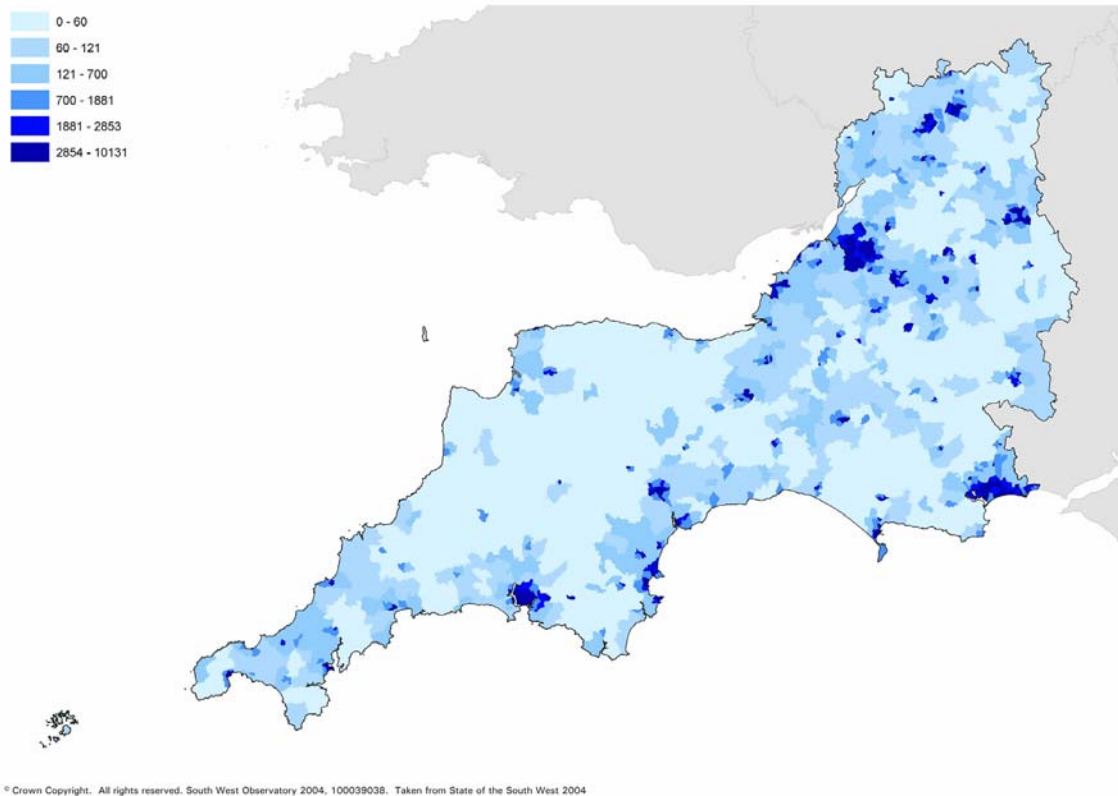 0 - 60
60 - 121
121 - 700
700 - 1881
1881 - 2853
2854 - 10131
© Crown Copyright. All rights reserved. South West Observatory 2004, 100039038. Taken from State of the South West 2004